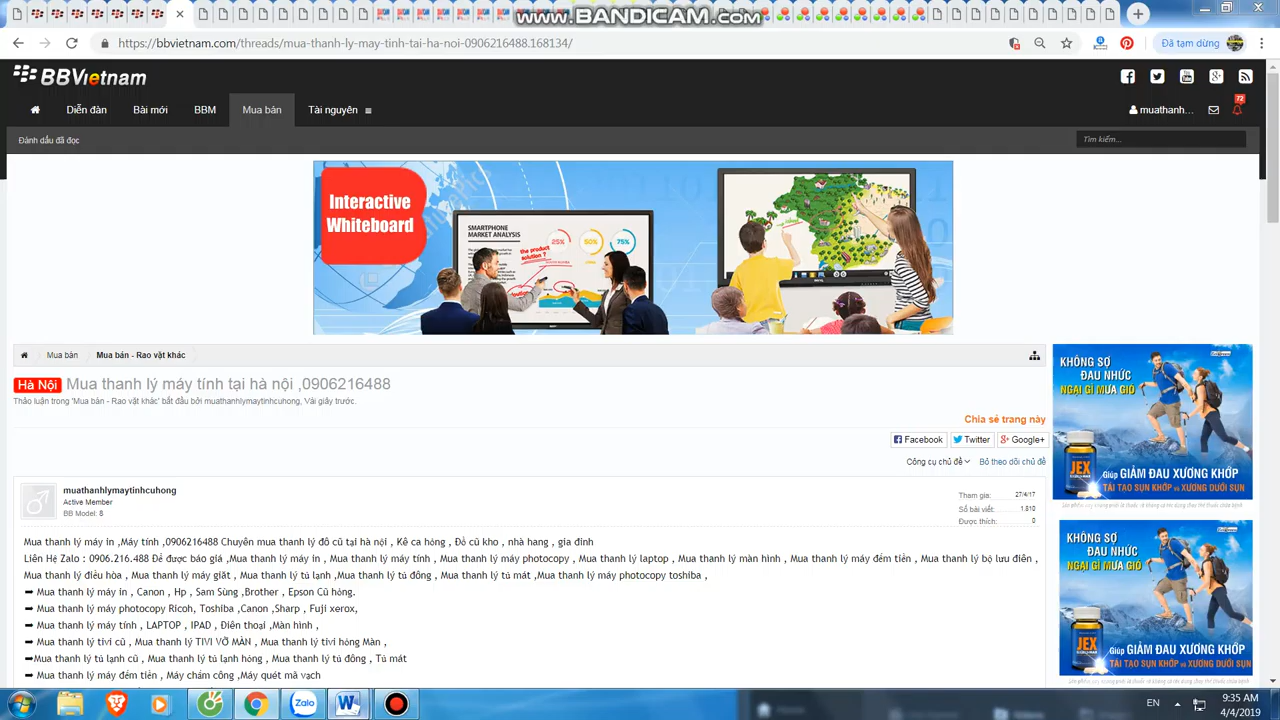 www.BANDICAM.com
https://bbvietnam.com/threads/mua-thanh-ly-may-tinh-tai-ha-noi-0906216488.168134/
Đã tạm dừng
BBVietnam
Diễn đàn
Bài mới
BBM
Mua bán
Tài nguyên
muathanh...
72
Đánh dấu đã đọc
Tìm kiếm...
Interactive
Whiteboard
SMARTPHONE
MARKET ANALYSIS
25%
50%
75%
the product
solution ?
Mua bán
Mua bán - Rao vặt khác
Hà Nội Mua thanh lý máy tính tại hà nội ,0906216488
Thảo luận trong 'Mua bán - Rao vặt khác' bắt đầu bởi muathanhlymaytinhcuhong, Vài giây trước.
Chia sẻ trang này
Facebook
Twitter
Google+
Công cụ chủ đề
Bỏ theo dõi chủ đề
muathanhlymaytinhcuhong
Active Member
BB Model: 8
Tham gia: 27/4/17
Số bài viết: 1.810
Được thích: 0
Mua thanh lý máy in ,Máy tính ,0906216488 Chuyên mua thanh lý đồ cũ tại hà nội , Kể cả hỏng , Đồ cũ kho , nhà hang , gia đình
Liên Hệ Zalo : 0906.216.488 Để được báo giá ,Mua thanh lý máy in , Mua thanh lý máy tính , Mua thanh lý máy photocopy , Mua thanh lý laptop , Mua thanh lý màn hình , Mua thanh lý máy đếm tiền , Mua thanh lý bộ lưu điên ,
Mua thanh lý điều hòa , Mua thanh lý máy giăt , Mua thanh lý tủ lạnh ,Mua thanh lý tủ đông , Mua thanh lý tủ mát ,Mua thanh lý máy photocopy toshiba ,
➡ Mua thanh lý máy in , Canon , Hp , Sam Sùng ,Brother , Epson Cũ hỏng.
➡ Mua thanh lý máy photocopy Ricoh, Toshiba ,Canon ,Sharp , Fuji xerox,
➡ Mua thanh lý máy tính , LAPTOP , IPAD , Điên thoại ,Màn hình ,
➡ Mua thanh lý tivi cũ , Mua thanh lý TIVI VỠ MÀN , Mua thanh lý tivi hỏng Màn ,
➡Mua thanh lý tủ lạnh cũ , Mua thanh lý tủ lạnh hỏng , Mua thanh lý tủ đông , Tủ mát
➡ Mua thanh lý máy đếm tiền , Máy chấm công ,Máy quét mã vạch
KHÔNG SỢ
ĐAU NHỨC
NGẠI GÌ MƯA GIÓ
JEX
Giúp GIẢM ĐAU XƯƠNG KHỚP
TÁI TẠO SỤN KHỚP và XƯƠNG DƯỚI SỤN
KHÔNG SỢ
ĐAU NHỨC
NGẠI GÌ MƯA GIÓ
JEX
Giúp GIẢM ĐAU XƯƠNG KHỚP
TÁI TẠO SỤN KHỚP và XƯƠNG DƯỚI SỤN
Zalo
EN
9:35 AM
4/4/2019